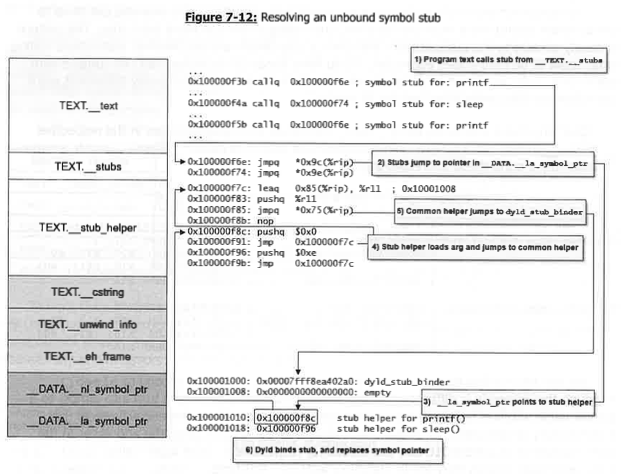 Figure 7-12: Resolving an unbound symbol stub
1) Program text calls stub from __TEXT.__stubs
TEXT.__text
...
0x100000f3b callq 0x100000f6e ; symbol stub for: printf
...
0x100000f4a callq 0x100000f74 ; symbol stub for: sleep
...
0x100000f5b callq 0x100000f6e ; symbol stub for: printf
...
TEXT.__stubs
0x100000f6e: jmpq *0x9c(%rip)
0x100000f74: jmpq *0x9e(%rip)
2) Stubs jump to pointer in __DATA.__la_symbol_ptr
TEXT.__stub_helper
0x100000f7c: leaq 0x85(%rip), %r11 ; 0x10001008
0x100000f83: pushq %r11
0x100000f85: jmpq *0x75(%rip)
0x100000f8b: nop
0x100000f8c: pushq $0x0
0x100000f91: jmp 0x100000f7c
0x100000f96: pushq $0xe
0x100000f9b: jmp 0x100000f7c
5) Common helper jumps to dyld_stub_binder
4) Stub helper loads arg and jumps to common helper
TEXT.__cstring
TEXT.__unwind_info
TEXT.__eh_frame
__DATA.__nl_symbol_ptr
0x100001000: 0x00007fff8ea402a0: dyld_stub_binder
0x100001008: 0x0000000000000000: empty
3) __la_symbol_ptr points to stub helper
__DATA.__la_symbol_ptr
0x100001010: 0x100000f8c stub helper for printf()
0x100001018: 0x100000f96 stub helper for sleep()
6) Dyld binds stub, and replaces symbol pointer